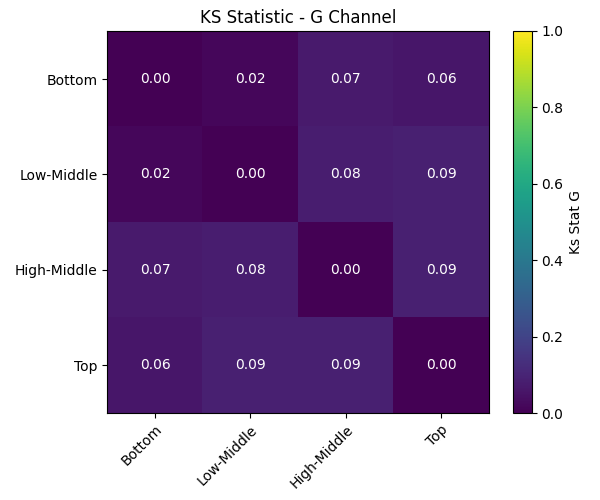 KS Statistic - G Channel
Bottom 0.00 0.02 0.07 0.06
Low-Middle 0.02 0.00 0.08 0.09
High-Middle 0.07 0.08 0.00 0.09
Top 0.06 0.09 0.09 0.00
Bottom Low-Middle High-Middle Top
1.0
0.8
0.6
0.4
0.2
0.0
Ks Stat G